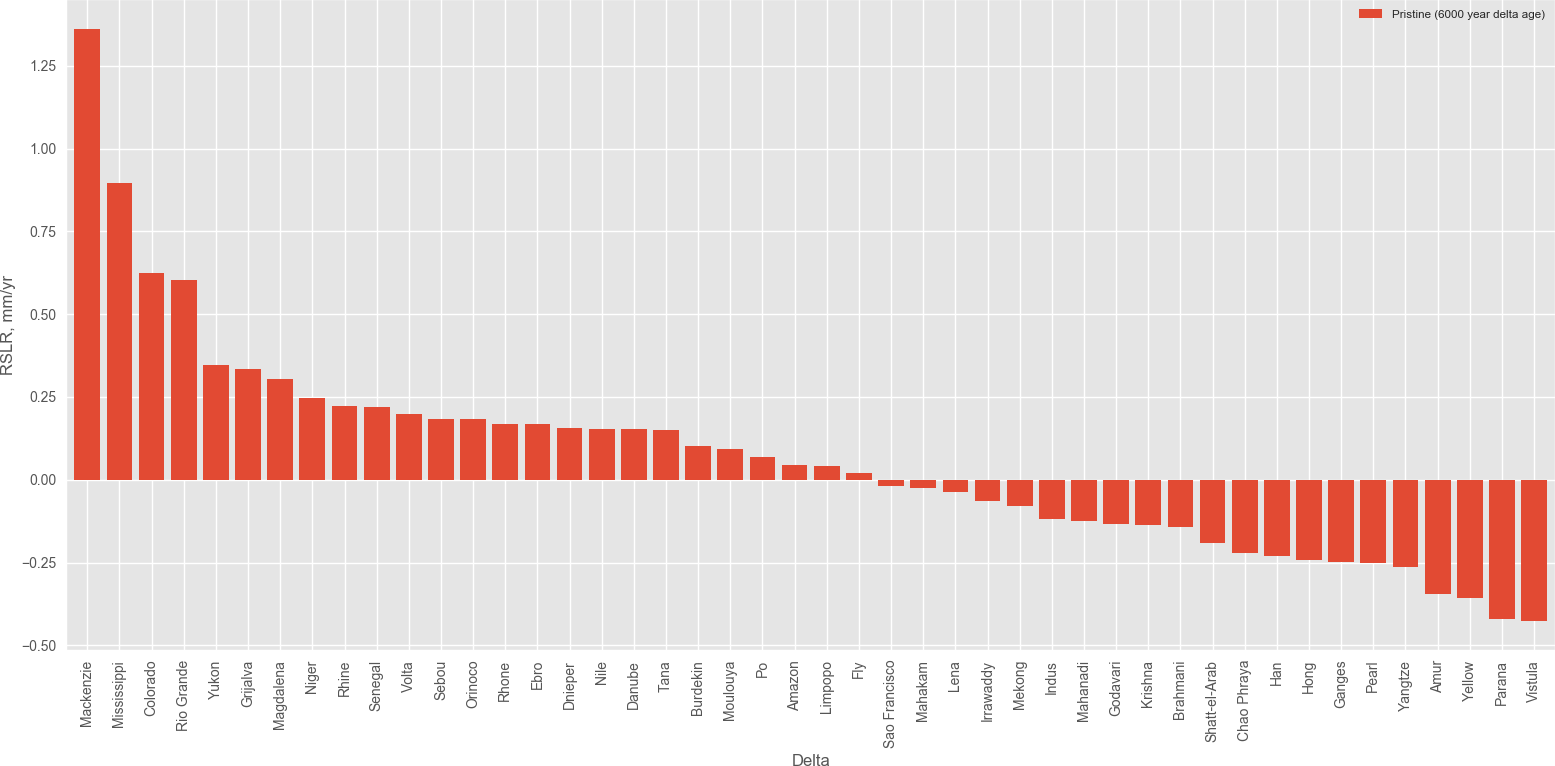 Pristine (6000 year delta age)
RSLR, mm/yr
1.25
1.00
0.75
0.50
0.25
0.00
−0.25
−0.50
Mackenzie
Mississippi
Colorado
Rio Grande
Yukon
Grijalva
Magdalena
Niger
Rhine
Senegal
Volta
Sebou
Orinoco
Rhone
Ebro
Dnieper
Nile
Danube
Tana
Burdekin
Moulouya
Po
Amazon
Limpopo
Fly
Sao Francisco
Mahakam
Lena
Irrawaddy
Mekong
Indus
Mahanadi
Godavari
Krishna
Brahmani
Shatt-el-Arab
Chao Phraya
Han
Hong
Ganges
Pearl
Yangtze
Amur
Yellow
Parana
Vistula
Delta